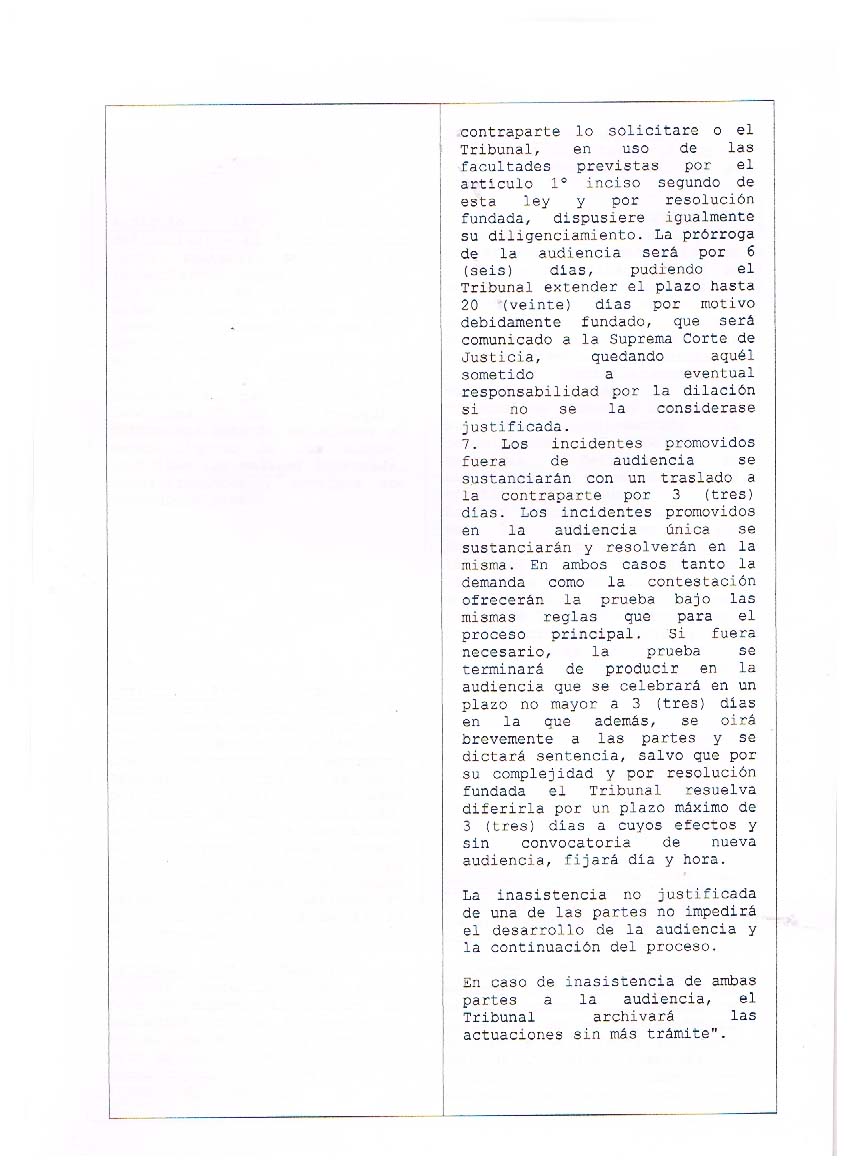 contraparte lo solicitare o el
Tribunal, en uso de las
facultades previstas por el
artículo 1° inciso segundo de
esta ley y por resolución
fundada, dispusiere igualmente
su diligenciamiento. La prórroga
de la audiencia será por 6
(seis) días, pudiendo el
Tribunal extender el plazo hasta
20 (veinte) días por motivo
debidamente fundado, que será
comunicado a la Suprema Corte de
Justicia, quedando aquél
sometido a eventual
responsabilidad por la dilación
si no se la considerase
justificada.
7. Los incidentes promovidos
fuera de audiencia se
sustanciarán con un traslado a
la contraparte por 3 (tres)
días. Los incidentes promovidos
en la audiencia única se
sustanciarán y resolverán en la
misma. En ambos casos tanto la
demanda como la contestación
ofrecerán la prueba bajo las
mismas reglas que para el
proceso principal. Si fuera
necesario, la prueba se
terminará de producir en la
audiencia que se celebrará en un
plazo no mayor a 3 (tres) días
en la que además, se oirá
brevemente a las partes y se
dictará sentencia, salvo que por
su complejidad y por resolución
fundada el Tribunal resuelva
diferirla por un plazo máximo de
3 (tres) días a cuyos efectos y
sin convocatoria de nueva
audiencia, fijará día y hora.
La inasistencia no justificada
de una de las partes no impedirá
el desarrollo de la audiencia y
la continuación del proceso.
En caso de inasistencia de ambas
partes a la audiencia, el
Tribunal archivará las
actuaciones sin más trámite".